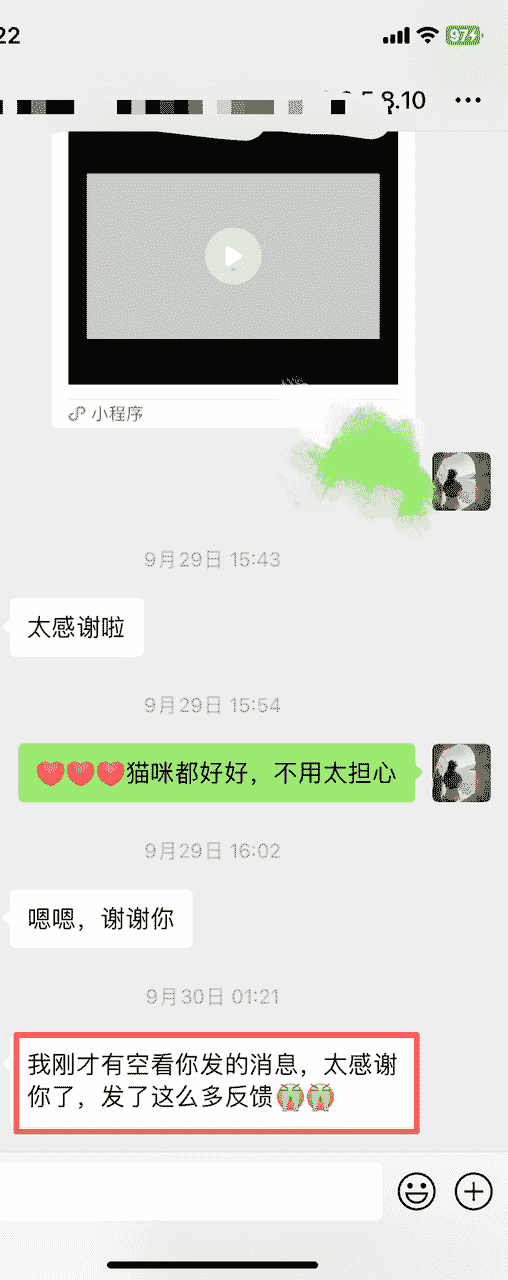 22
97
8.10
小程序
9月29日 15:43
太感谢啦
9月29日 15:54
❤❤❤猫咪都好好，不用太担心
9月29日 16:02
嗯嗯，谢谢你
9月30日 01:21
我刚才有空看你发的消息，太感谢
你了，发了这么多反馈